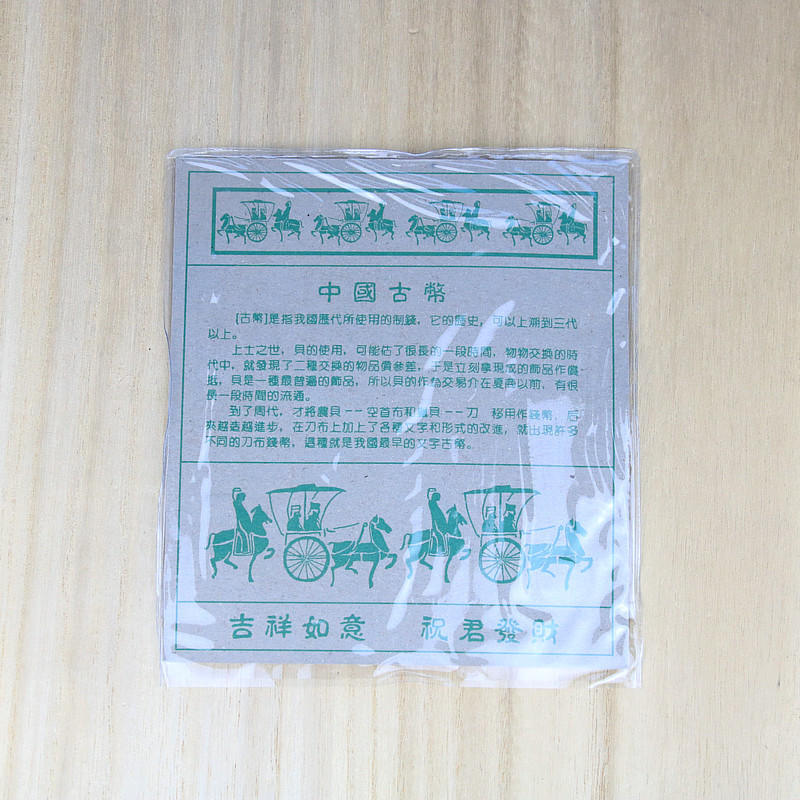 中國古幣
[古幣]是指我國歷代所使用的制錢，它的歷史，可以上溯到三代
以上。
上士之世，貝的使用，可能佔了很長的一段時間，物物交換的時
代中，就發現了二種交換的物品價參差，于是立刻拿現成的飾品作償
据，貝是一種最普遍的飾品，所以貝的作為交易介在夏商以前，有很
長一段時間的流通。
到了周代，才將農具——空首布和 具——刀 移用作錢幣，后
來越造越進步，在刀布上加上了各種文字和形式的改進，就出現許多
不同的刀布錢幣，這種就是我國最早的文字古幣。
吉祥如意 祝君發財